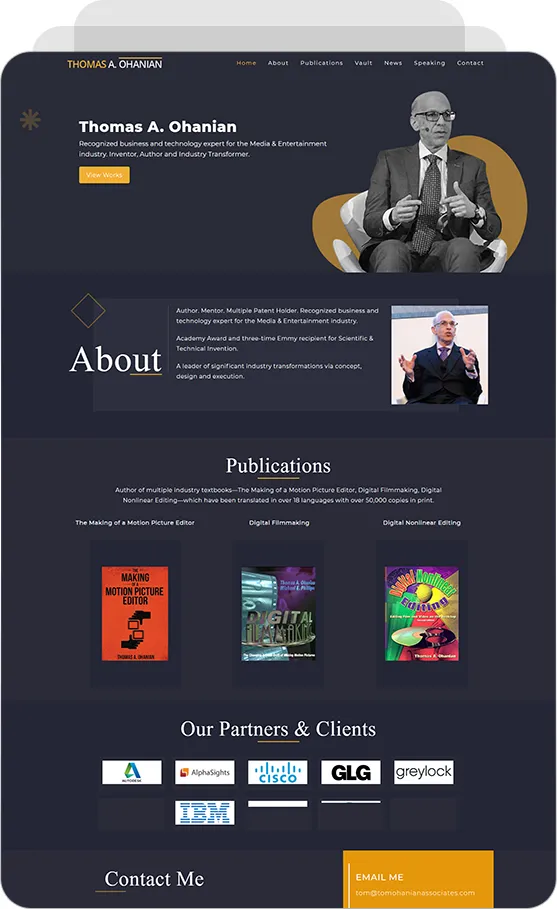 THOMAS A. OHANIAN
Home About Publications Vault News Speaking Contact
Thomas A. Ohanian
Recognized business and technology expert for the Media & Entertainment
industry. Inventor, Author and Industry Transformer.
View Works
About
Author. Mentor. Multiple Patent Holder. Recognized business and
technology expert for the Media & Entertainment industry.
Academy Award and three-time Emmy recipient for Scientific &
Technical Invention.
A leader of significant industry transformations via concept,
design and execution.
Publications
Author of multiple industry textbooks—The Making of a Motion Picture Editor, Digital Filmmaking, Digital
Nonlinear Editing—which have been translated in over 18 languages with over 50,000 copies in print.
The Making of a Motion Picture Editor
Digital Filmmaking
Digital Nonlinear Editing
THE
MAKING
OF A
MOTION PICTURE
EDITOR
THOMAS A. OHANIAN
Thomas A. Ohanian
Michael E. Phillips
DIGITAL
FILMMAKING
Digital Nonlinear
Editing
Thomas A. Ohanian
Our Partners & Clients
AUTODESK
AlphaSights
CISCO
GLG
greylock
IBM
Contact Me
EMAIL ME
tom@tomohanianassociates.com